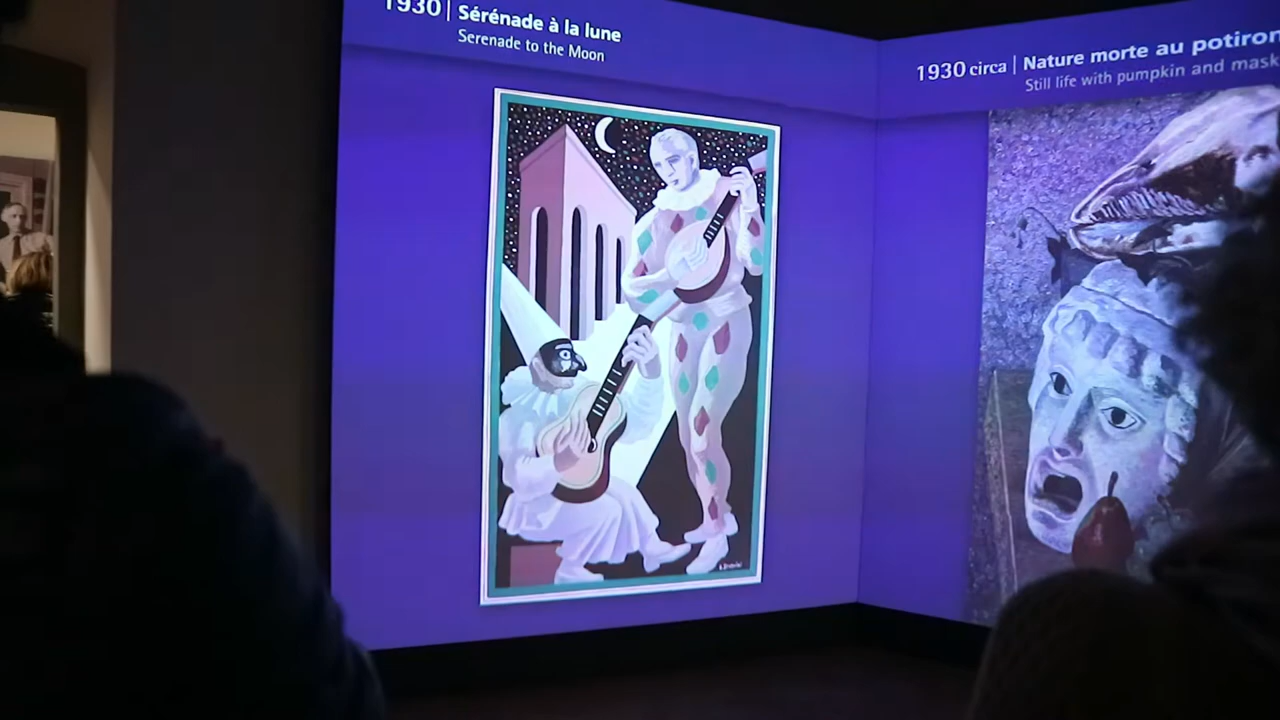 1930 | Sérénade à la lune
Serenade to the Moon
1930 circa | Nature morte au potiron
Still life with pumpkin and mask